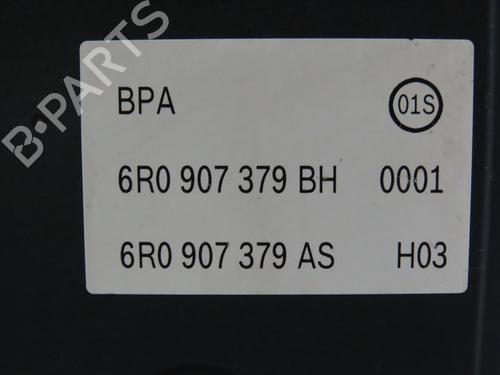 B-PARTS
BPA 01S
6R0 907 379 BH 0001
6R0 907 379 AS H03